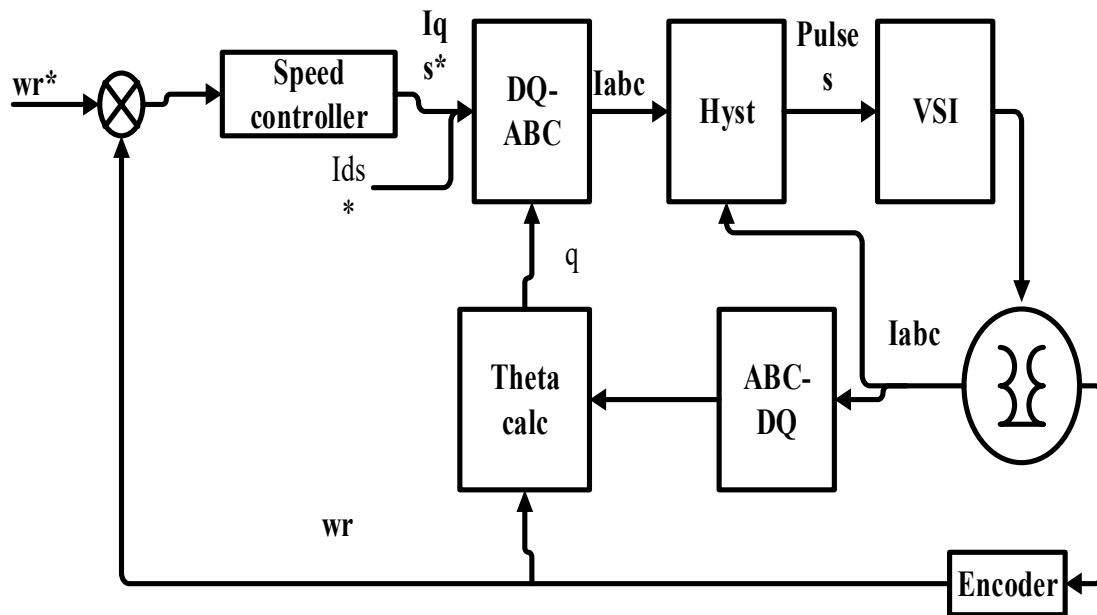 wr*
Speed
controller
Iq
s*
Ids
*
DQ-
ABC
Iabc
Hyst
Pulse
s
VSI
q
Theta
calc
ABC-
DQ
Iabc
wr
Encoder